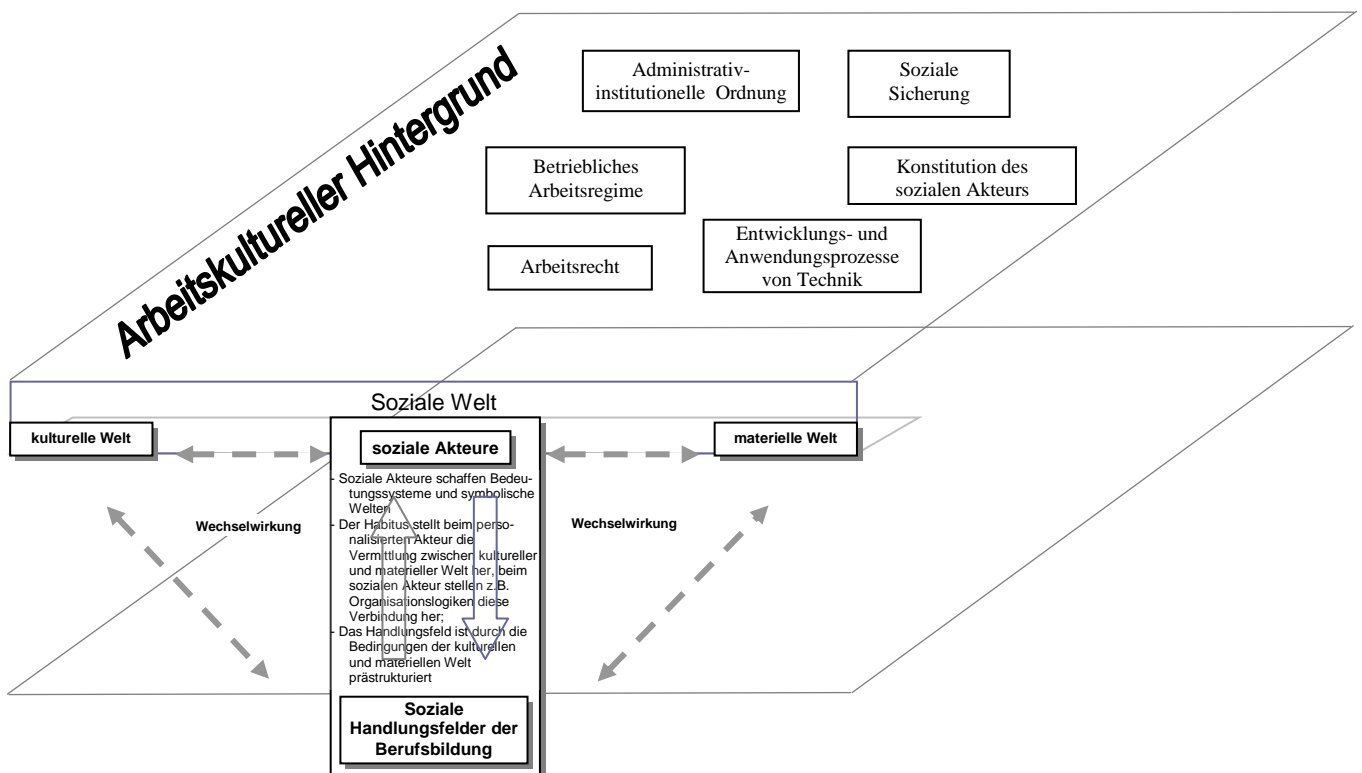 Arbeitskultureller Hintergrund
Administrativ-
institutionelle Ordnung
Soziale
Sicherung
Betriebliches
Arbeitsregime
Konstitution des
sozialen Akteurs
Arbeitsrecht
Entwicklungs- und
Anwendungsprozesse
von Technik
Soziale Welt
kulturelle Welt
soziale Akteure
materielle Welt
- Soziale Akteure schaffen Bedeu-
tungssysteme und symbolische
Welten
- Der Habitus stellt beim perso-
nalisierten Akteur die
Vermittlung zwischen kultureller
und materieller Welt her, beim
sozialen Akteur stellen z.B.
Organisationslogiken diese
Verbindung her;
- Das Handlungsfeld ist durch die
Bedingungen der kulturellen
und materiellen Welt
prästrukturiert
Wechselwirkung
Wechselwirkung
Soziale
Handlungsfelder der
Berufsbildung